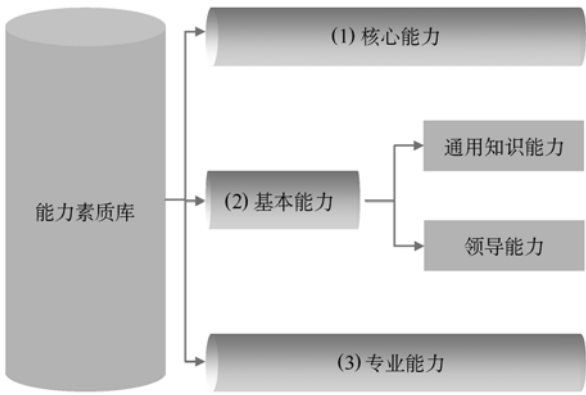 (1) 核心能力
通用知识能力
能力素质库
(2) 基本能力
领导能力
(3) 专业能力